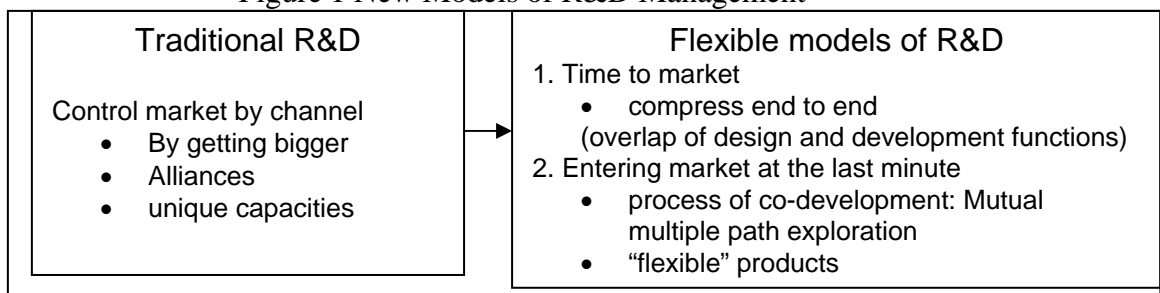 Figure 1 New Models of R&D Management
Traditional R&D
Control market by channel
• By getting bigger
• Alliances
• unique capacities
Flexible models of R&D
1. Time to market
• compress end to end
(overlap of design and development functions)
2. Entering market at the last minute
• process of co-development: Mutual
multiple path exploration
• “flexible” products